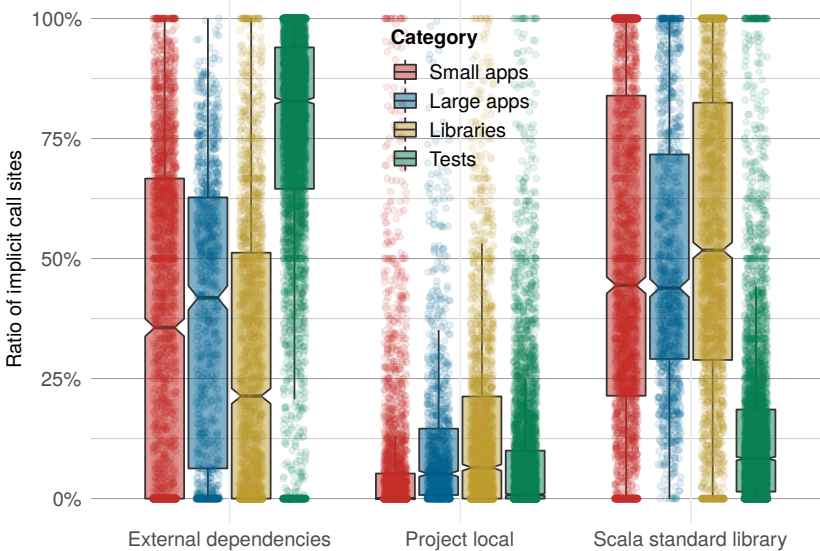 Ratio of implicit call sites
100%
75%
50%
25%
0%
Category
Small apps
Large apps
Libraries
Tests
External dependencies
Project local
Scala standard library